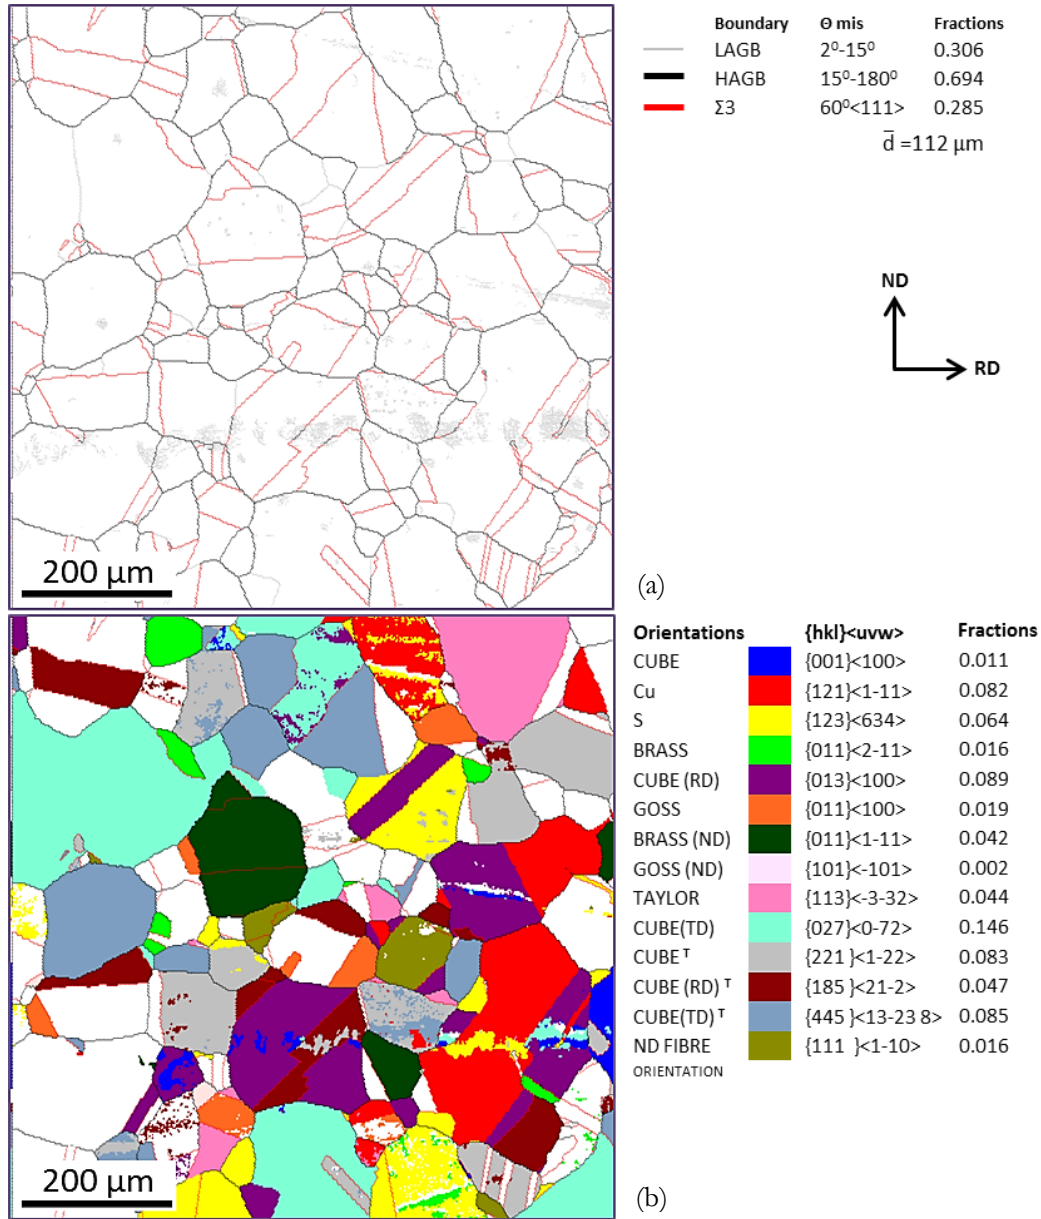 Boundary Θ mis Fractions
LAGB 2⁰-15⁰ 0.306
HAGB 15⁰-180⁰ 0.694
Σ3 60⁰<111> 0.285
d̅ =112 µm
ND
RD
200 µm
(a)
Orientations {hkl}<uvw> Fractions
CUBE {001}<100> 0.011
Cu {121}<1-11> 0.082
S {123}<634> 0.064
BRASS {011}<2-11> 0.016
CUBE (RD) {013}<100> 0.089
GOSS {011}<100> 0.019
BRASS (ND) {011}<1-11> 0.042
GOSS (ND) {101}<-101> 0.002
TAYLOR {113}<-3-32> 0.044
CUBE(TD) {027}<0-72> 0.146
CUBE ᵀ {221 }<1-22> 0.083
CUBE (RD) ᵀ {185 }<21-2> 0.047
CUBE(TD) ᵀ {445 }<13-23 8> 0.085
ND FIBRE {111 }<1-10> 0.016
ORIENTATION
200 µm
(b)